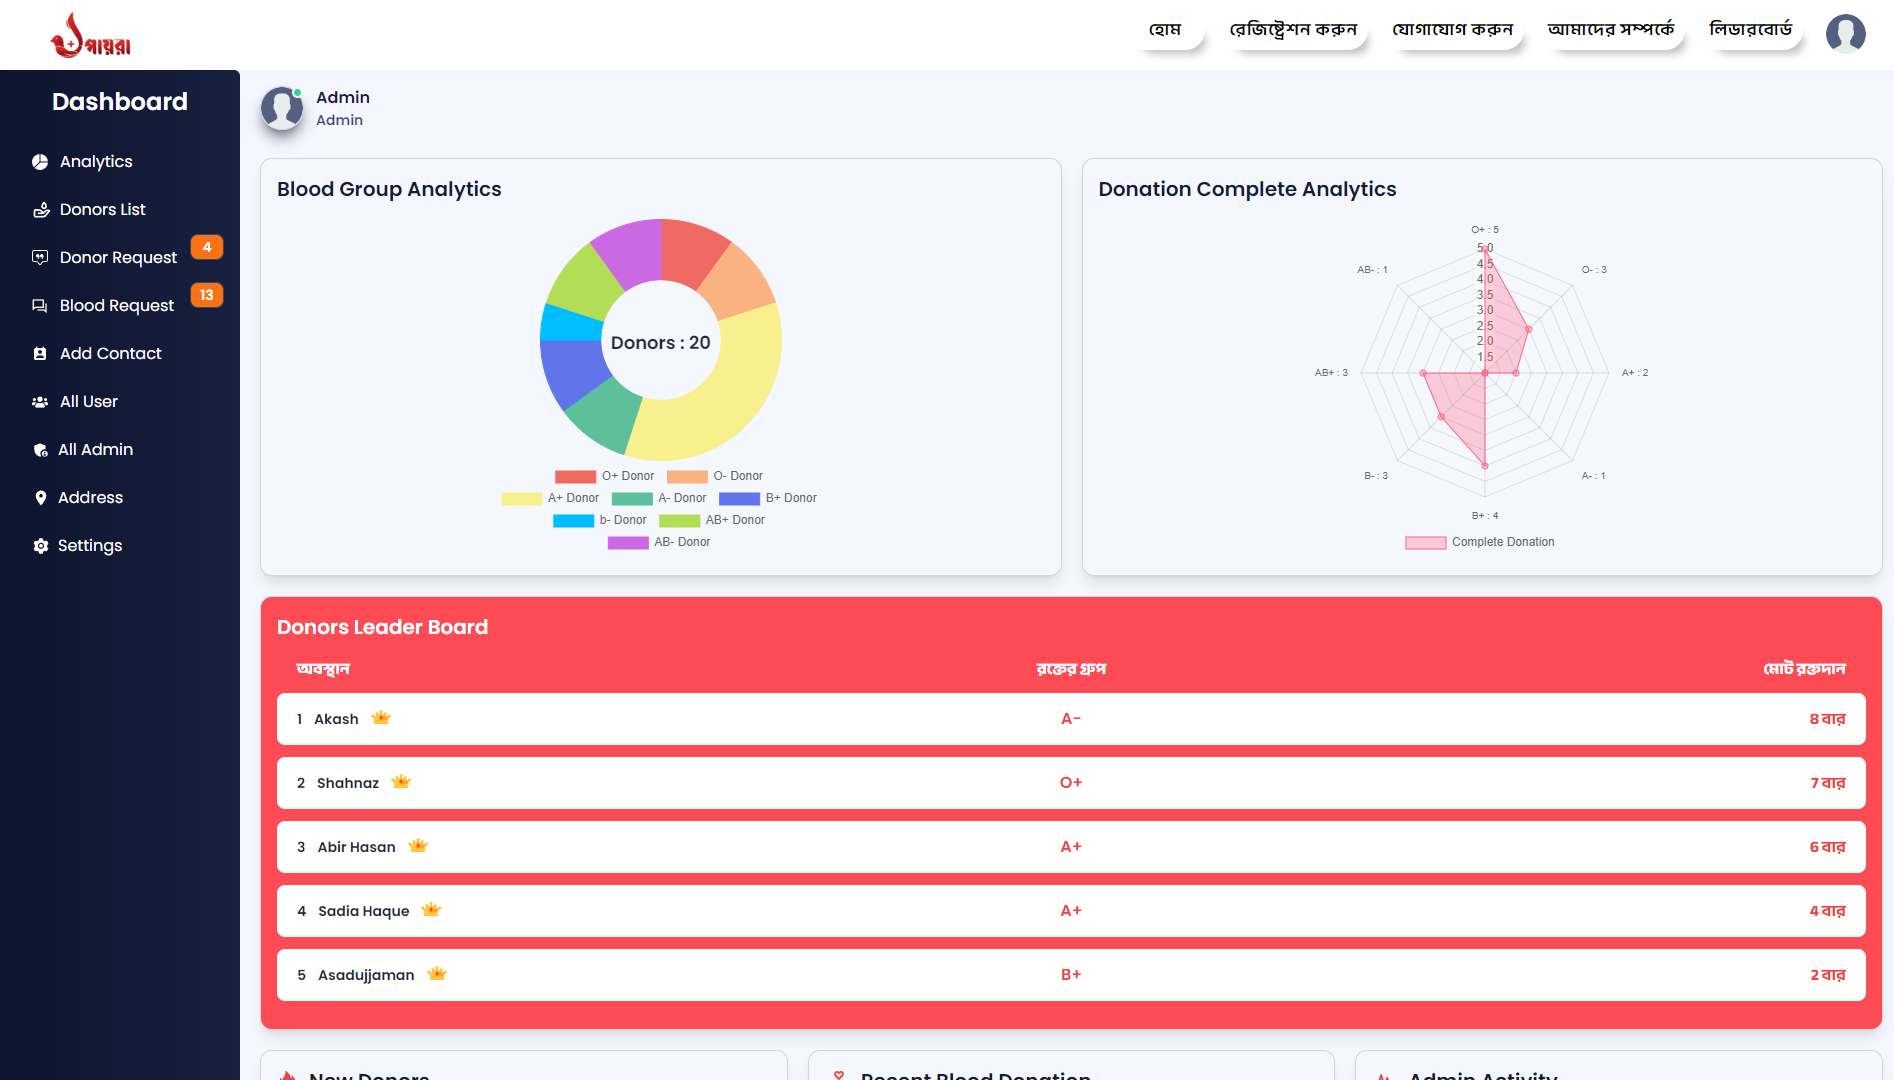 পায়রা
হোম
রেজিষ্ট্রেশন করুন
যোগাযোগ করুন
আমাদের সম্পর্কে
লিডারবোর্ড
Dashboard
Analytics
Donors List
Donor Request 4
Blood Request 13
Add Contact
All User
All Admin
Address
Settings
Admin
Admin
Blood Group Analytics
Donors : 20
O+ Donor O- Donor
A+ Donor A- Donor B+ Donor
b- Donor AB+ Donor
AB- Donor
Donation Complete Analytics
O+ : 5
O- : 3
A+ : 2
A- : 1
B+ : 4
B- : 3
AB+ : 3
AB- : 1
5.0
4.5
4.0
3.5
3.0
2.5
2.0
1.5
Complete Donation
Donors Leader Board
অবস্থান রক্তের গ্রুপ মোট রক্তদান
1 Akash A- 8 বার
2 Shahnaz O+ 7 বার
3 Abir Hasan A+ 6 বার
4 Sadia Haque A+ 4 বার
5 Asadujjaman B+ 2 বার
New Donors
Recent Blood Donation
Admin Activity